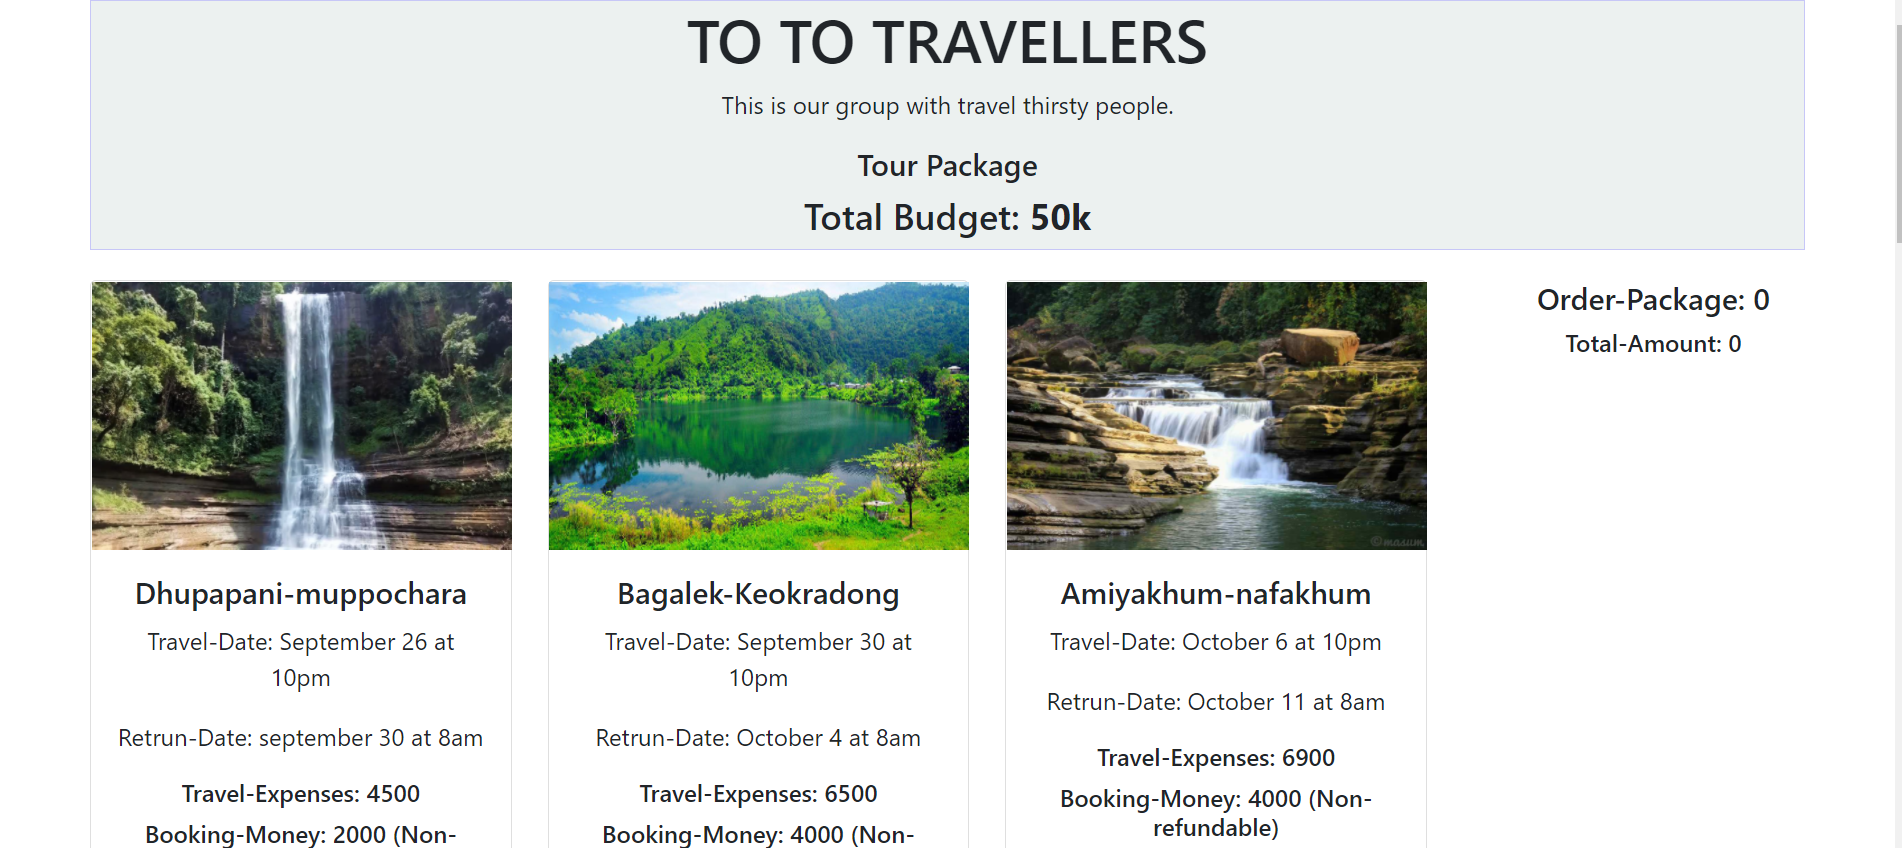 TO TO TRAVELLERS
This is our group with travel thirsty people.
Tour Package
Total Budget: 50k
Order-Package: 0
Total-Amount: 0
©masum
Dhupapani-muppochara
Travel-Date: September 26 at
10pm
Retrun-Date: september 30 at 8am
Travel-Expenses: 4500
Booking-Money: 2000 (Non-
Bagalek-Keokradong
Travel-Date: September 30 at
10pm
Retrun-Date: October 4 at 8am
Travel-Expenses: 6500
Booking-Money: 4000 (Non-
Amiyakhum-nafakhum
Travel-Date: October 6 at 10pm
Retrun-Date: October 11 at 8am
Travel-Expenses: 6900
Booking-Money: 4000 (Non-
refundable)